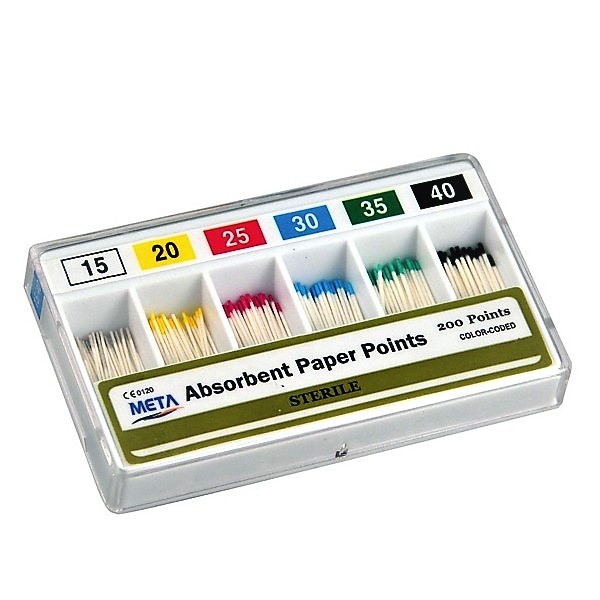 15 20 25 30 35 40
CE0120
META
Absorbent Paper Points
200 Points
COLOR-CODED
STERILE